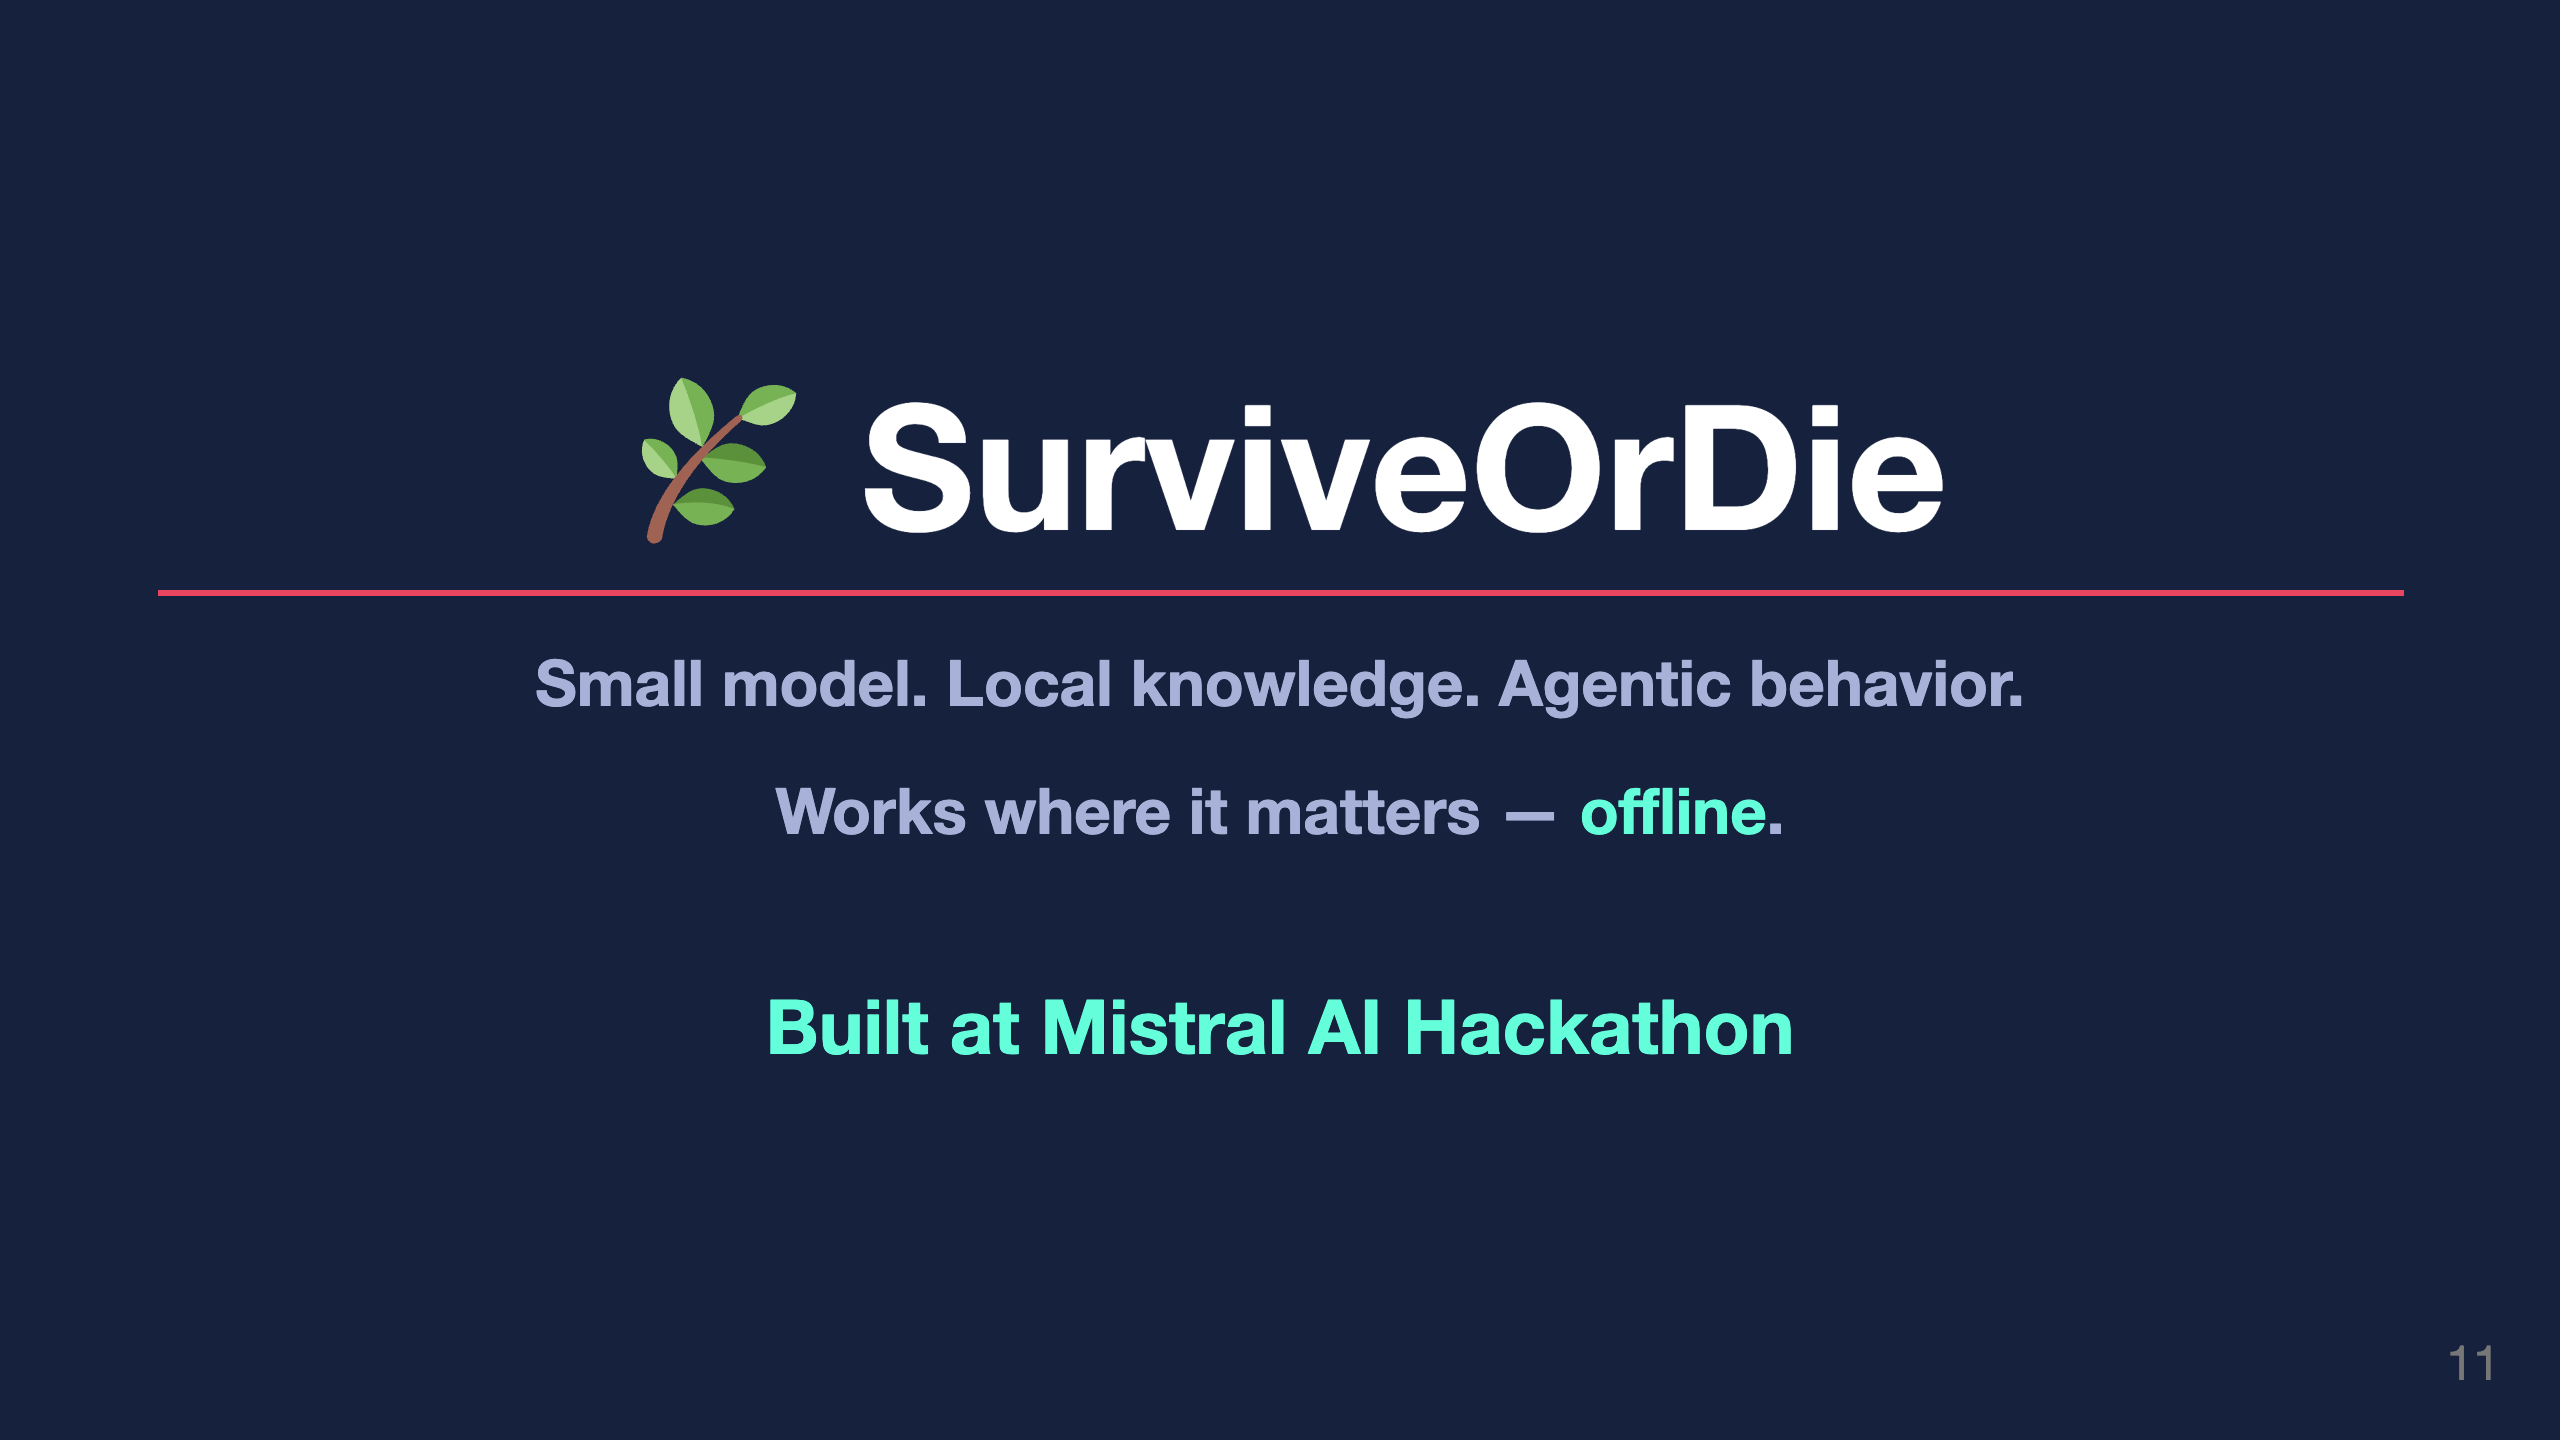 SurviveOrDie
Small model. Local knowledge. Agentic behavior.
Works where it matters — offline.
Built at Mistral AI Hackathon
11